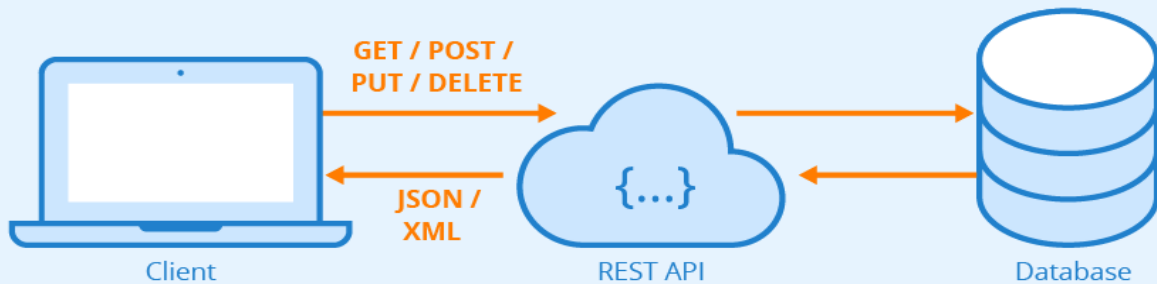 GET / POST /
PUT / DELETE
{...}
JSON /
XML
Client
REST API
Database